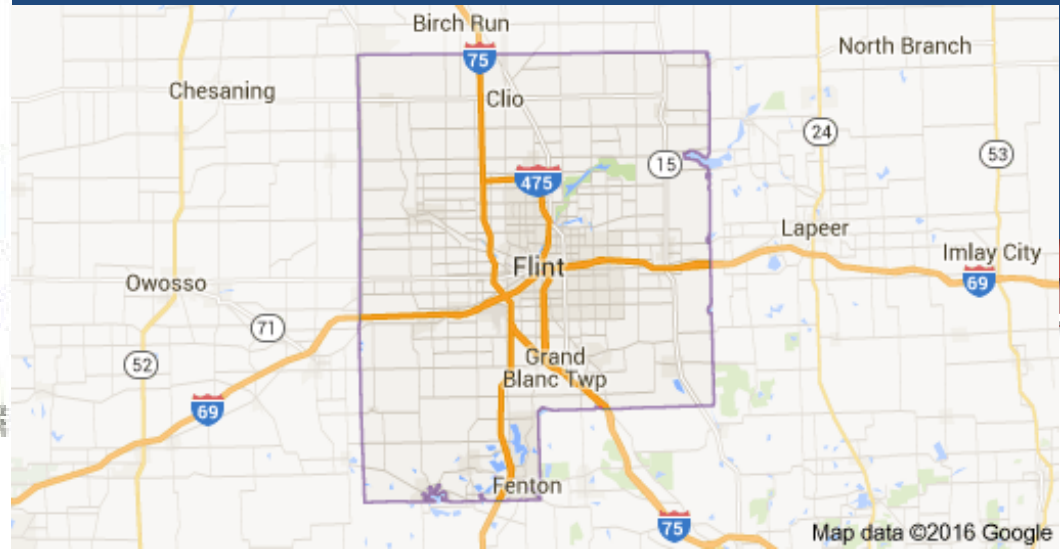 Birch Run
75
North Branch
Chesaning
Clio
24
15
53
475
Lapeer
Imlay City
Flint
69
Owosso
71
Grand
Blanc Twp
52
69
Fenton
75
Map data ©2016 Google